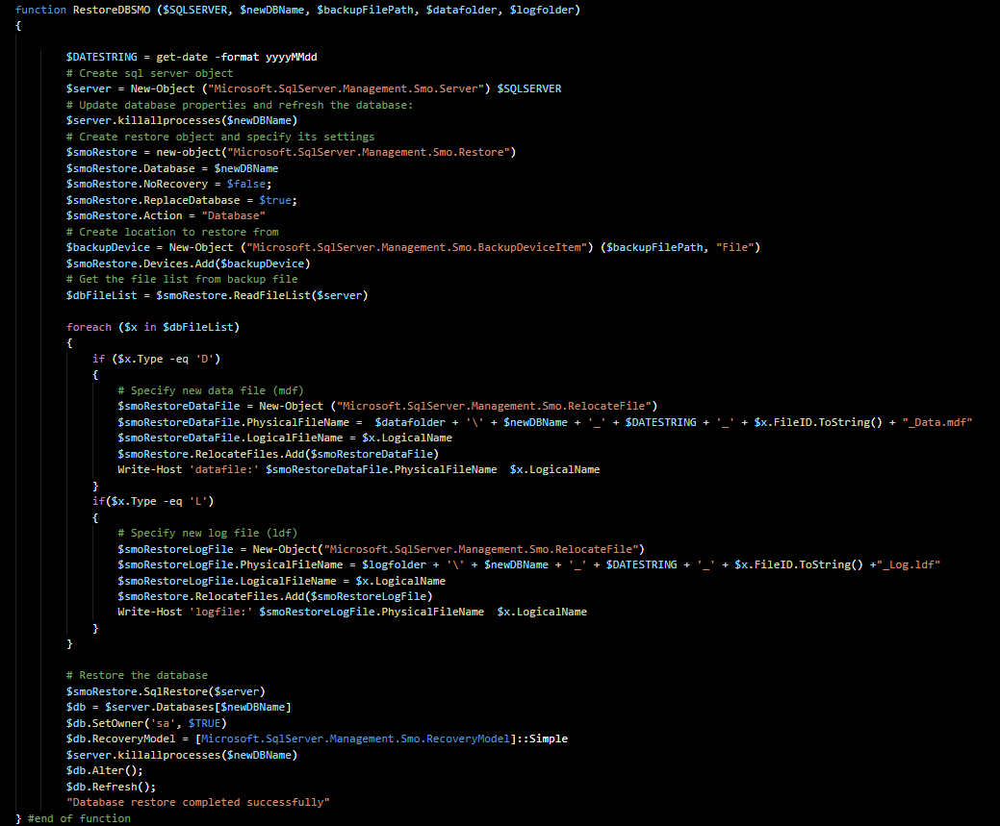 function RestoreDBSMO ($SQLSERVER, $newDBName, $backupFilePath, $datafolder, $logfolder)
{
$DATESTRING = get-date -format yyyyMMdd
# Create sql server object
$server = New-Object ("Microsoft.SqlServer.Management.Smo.Server") $SQLSERVER
# Update database properties and refresh the database:
$server.killallprocesses($newDBName)
# Create restore object and specify its settings
$smoRestore = new-object("Microsoft.SqlServer.Management.Smo.Restore")
$smoRestore.Database = $newDBName
$smoRestore.NoRecovery = $false;
$smoRestore.ReplaceDatabase = $true;
$smoRestore.Action = "Database"
# Create location to restore from
$backupDevice = New-Object ("Microsoft.SqlServer.Management.Smo.BackupDeviceItem") ($backupFilePath, "File")
$smoRestore.Devices.Add($backupDevice)
# Get the file list from backup file
$dbFileList = $smoRestore.ReadFileList($server)
foreach ($x in $dbFileList)
{
if ($x.Type -eq 'D')
{
# Specify new data file (mdf)
$smoRestoreDataFile = New-Object ("Microsoft.SqlServer.Management.Smo.RelocateFile")
$smoRestoreDataFile.PhysicalFileName =  $datafolder + '\' + $newDBName + '_' + $DATESTRING + '_' + $x.FileID.ToString() + "_Data.mdf"
$smoRestoreDataFile.LogicalFileName = $x.LogicalName
$smoRestore.RelocateFiles.Add($smoRestoreDataFile)
Write-Host 'datafile:' $smoRestoreDataFile.PhysicalFileName  $x.LogicalName
}
if($x.Type -eq 'L')
{
# Specify new log file (ldf)
$smoRestoreLogFile = New-Object("Microsoft.SqlServer.Management.Smo.RelocateFile")
$smoRestoreLogFile.PhysicalFileName = $logfolder + '\' + $newDBName + '_' + $DATESTRING + '_' + $x.FileID.ToString() +"_Log.ldf"
$smoRestoreLogFile.LogicalFileName = $x.LogicalName
$smoRestore.RelocateFiles.Add($smoRestoreLogFile)
Write-Host 'logfile:' $smoRestoreLogFile.PhysicalFileName  $x.LogicalName
}
}
# Restore the database
$smoRestore.SqlRestore($server)
$db = $server.Databases[$newDBName]
$db.SetOwner('sa', $TRUE)
$db.RecoveryModel = [Microsoft.SqlServer.Management.Smo.RecoveryModel]::Simple
$server.killallprocesses($newDBName)
$db.Alter();
$db.Refresh();
"Database restore completed successfully"
} #end of function